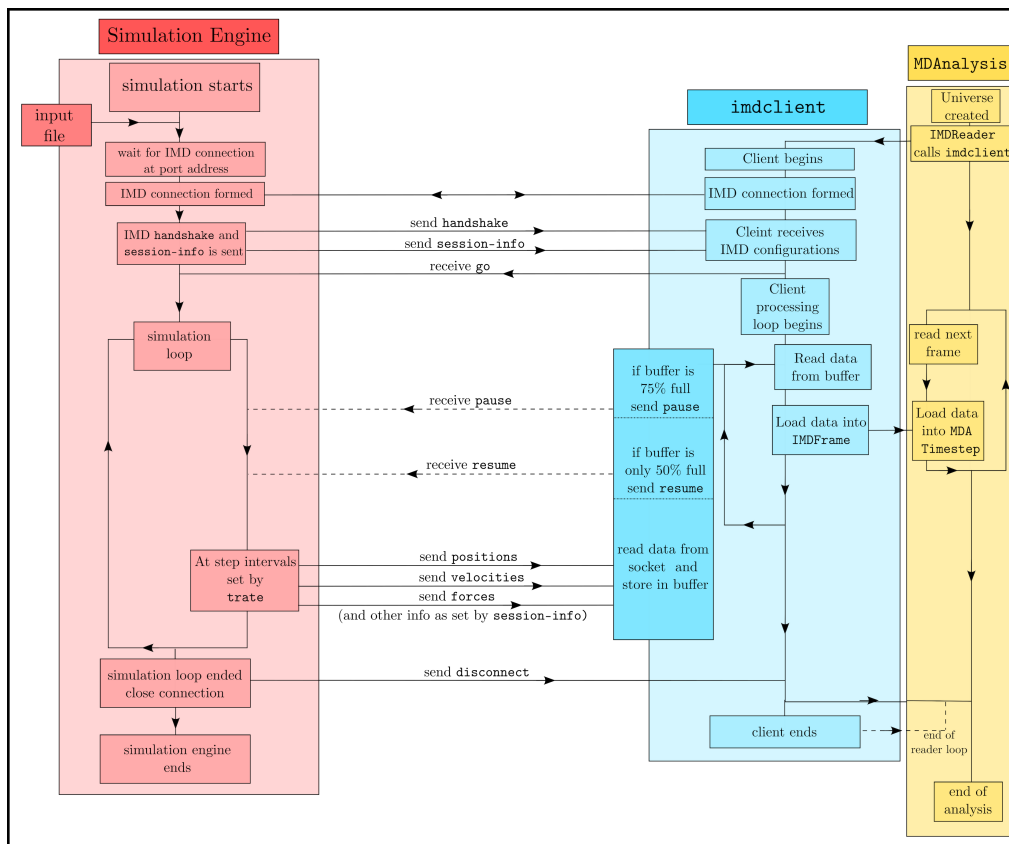 Simulation Engine
simulation starts
input
file
wait for IMD connection
at port address
IMD connection formed
IMD handshake and
session-info is sent
simulation
loop
At step intervals
set by
trate
simulation loop ended
close connection
simulation engine
ends
send handshake
send session-info
receive go
receive pause
receive resume
send positions
send velocities
send forces
(and other info as set by session-info)
send disconnect
imdclient
Client begins
IMD connection formed
Cleint receives
IMD configurations
Client
processing
loop begins
if buffer is
75% full
send pause
if buffer is
only 50% full
send resume
read data from
socket and
store in buffer
Read data
from buffer
Load data into
IMDFrame
client ends
MDAnalysis
Universe
created
IMDReader
calls imdclient
read next
frame
Load data
into MDA
Timestep
end of
reader loop
end of
analysis